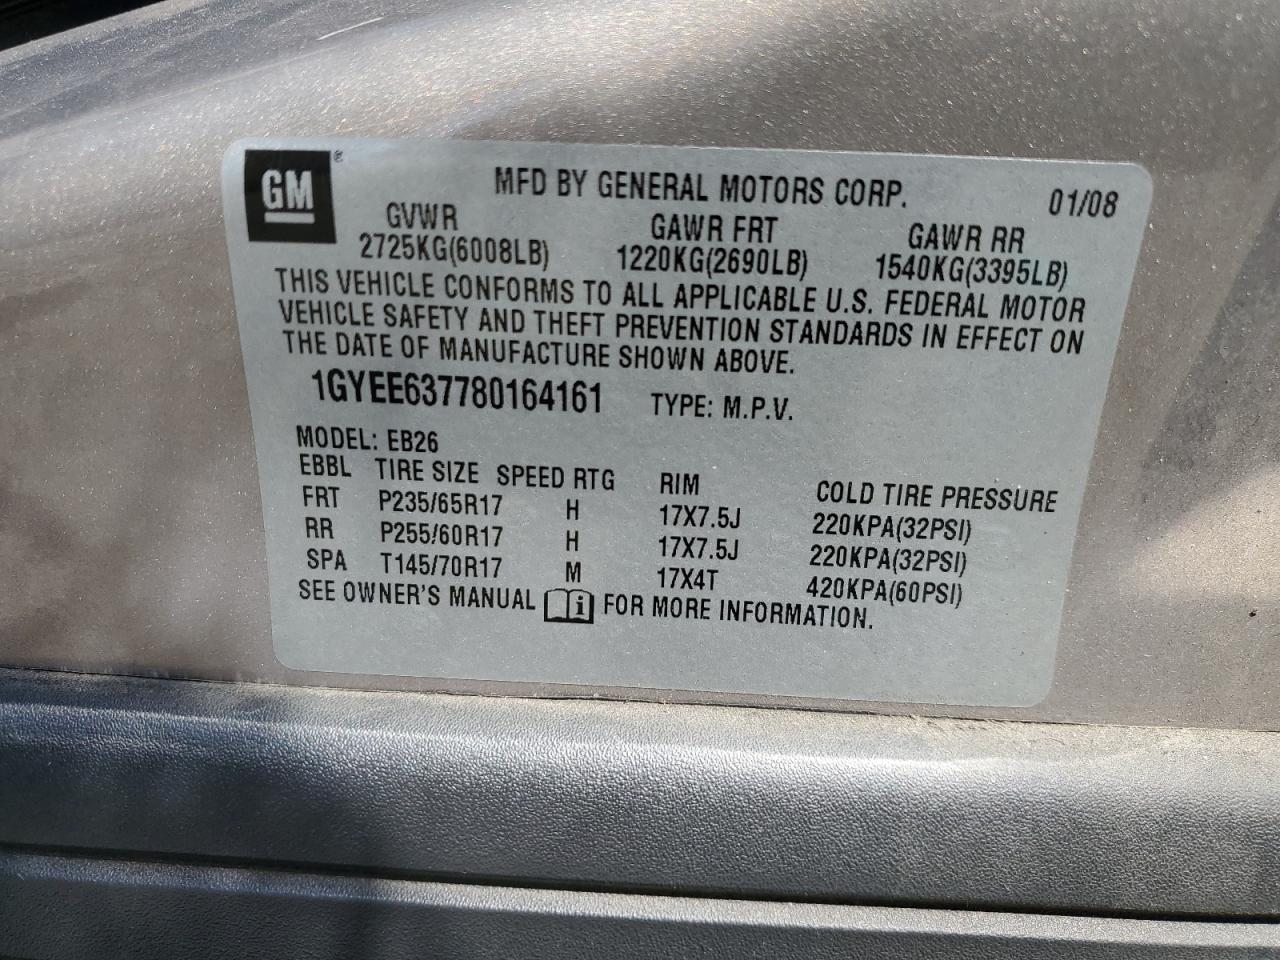 GM ®
MFD BY GENERAL MOTORS CORP. 01/08
GVWR GAWR FRT GAWR RR
2725KG(6008LB) 1220KG(2690LB) 1540KG(3395LB)
THIS VEHICLE CONFORMS TO ALL APPLICABLE U.S. FEDERAL MOTOR
VEHICLE SAFETY AND THEFT PREVENTION STANDARDS IN EFFECT ON
THE DATE OF MANUFACTURE SHOWN ABOVE.
1GYEE637780164161 TYPE: M.P.V.
MODEL: EB26
EBBL TIRE SIZE SPEED RTG RIM COLD TIRE PRESSURE
FRT P235/65R17 H 17X7.5J 220KPA(32PSI)
RR P255/60R17 H 17X7.5J 220KPA(32PSI)
SPA T145/70R17 M 17X4T 420KPA(60PSI)
SEE OWNER'S MANUAL i FOR MORE INFORMATION.